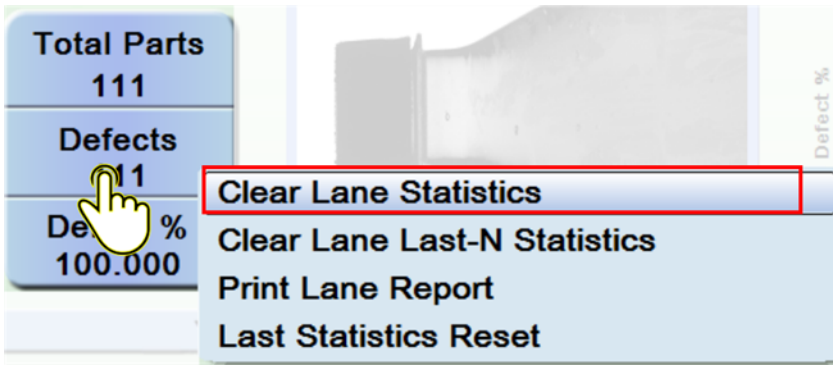 Total Parts
111
Defects
11
%
100.000
Defect %
Clear Lane Statistics
Clear Lane Last-N Statistics
Print Lane Report
Last Statistics Reset